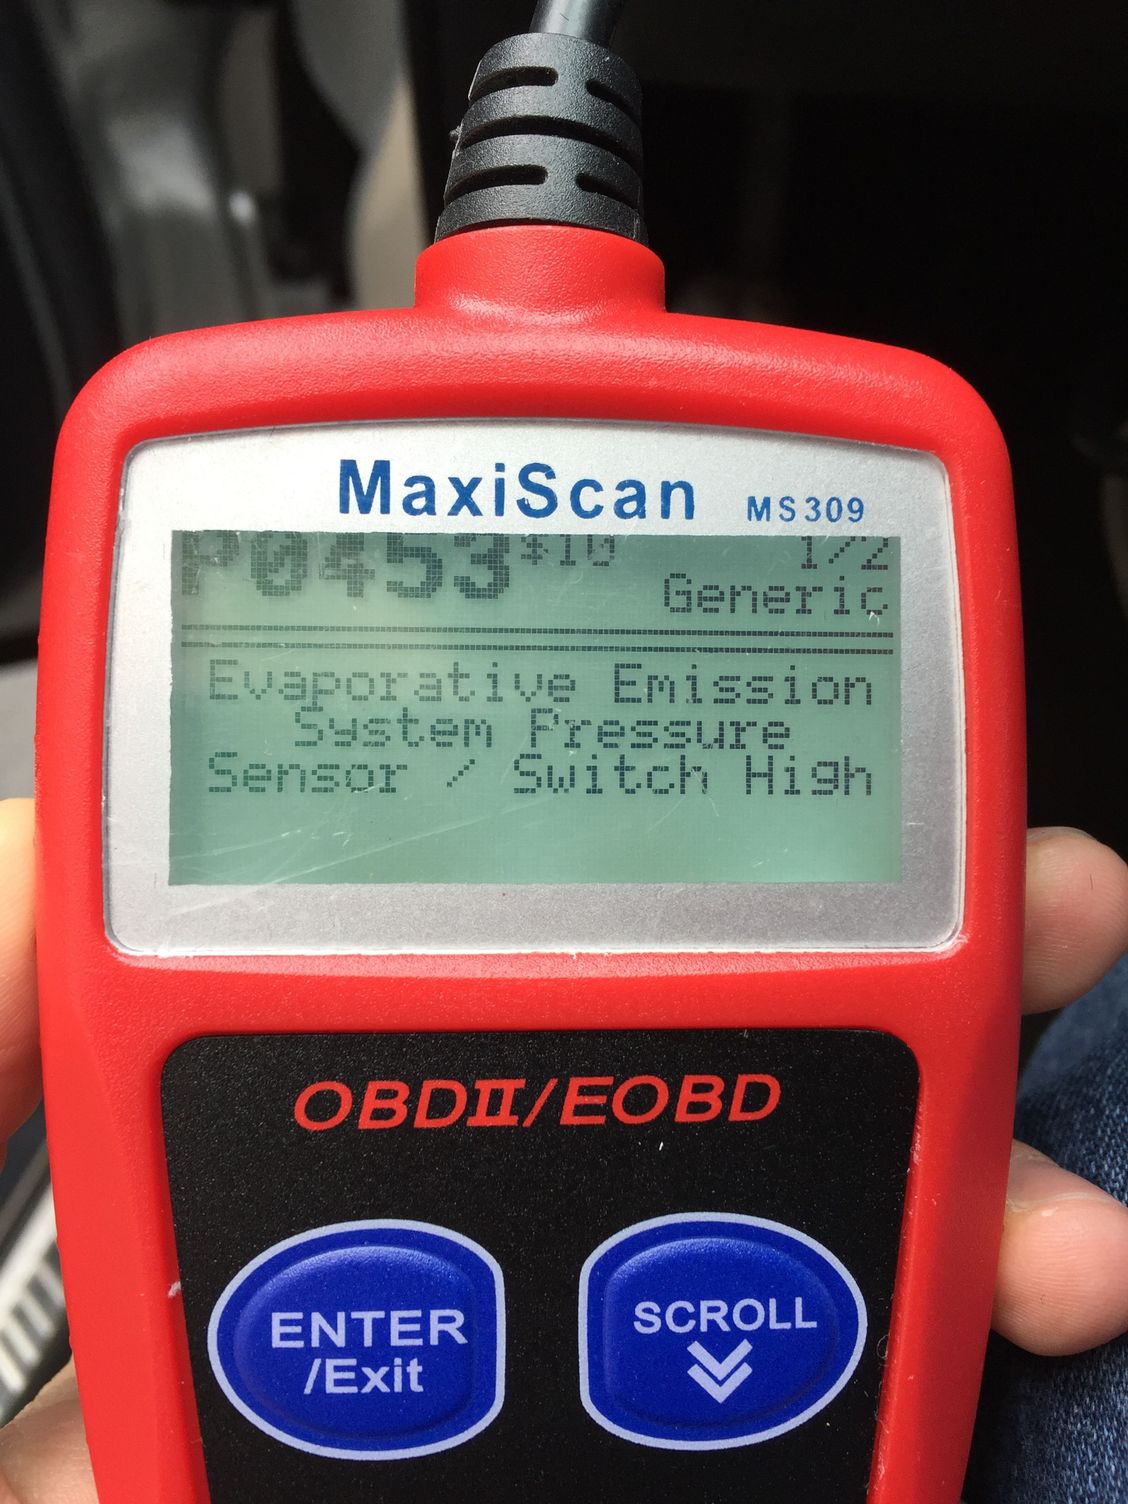 MaxiScan MS309
P0453 $10 1/2
Generic
Evaporative Emission
System Pressure
Sensor / Switch High
OBDII/EOBD
ENTER
/Exit
SCROLL